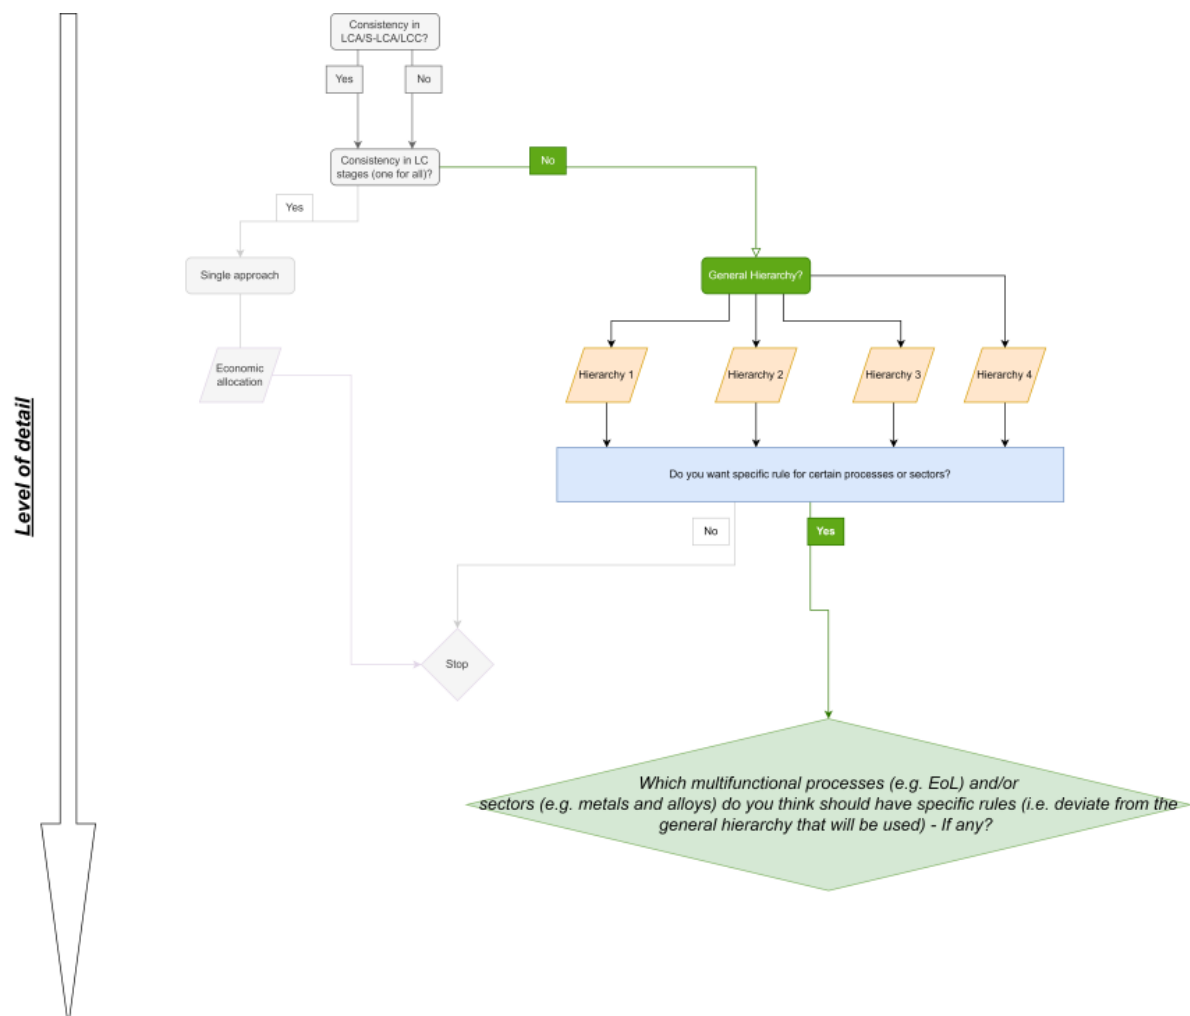 Consistency in
LCA/S-LCA/LCC?
Yes
No
Consistency in LC
stages (one for all)?
No
Yes
Single approach
General Hierarchy?
Economic
allocation
Hierarchy 1
Hierarchy 2
Hierarchy 3
Hierarchy 4
Level of detail
Do you want specific rule for certain processes or sectors?
No
Yes
Stop
Which multifunctional processes (e.g. EoL) and/or
sectors (e.g. metals and alloys) do you think should have specific rules (i.e. deviate from the
general hierarchy that will be used) - If any?